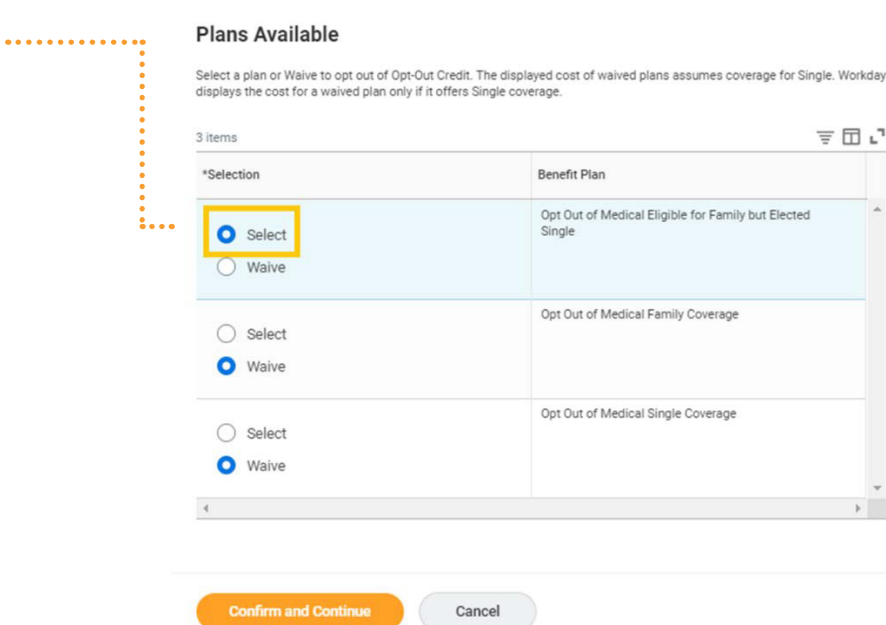 Plans Available
Select a plan or Waive to opt out of Opt-Out Credit. The displayed cost of waived plans assumes coverage for Single. Workday
displays the cost for a waived plan only if it offers Single coverage.
3 items
*Selection
Benefit Plan
Select
Waive
Opt Out of Medical Eligible for Family but Elected
Single
Select
Waive
Opt Out of Medical Family Coverage
Select
Waive
Opt Out of Medical Single Coverage
Confirm and Continue
Cancel